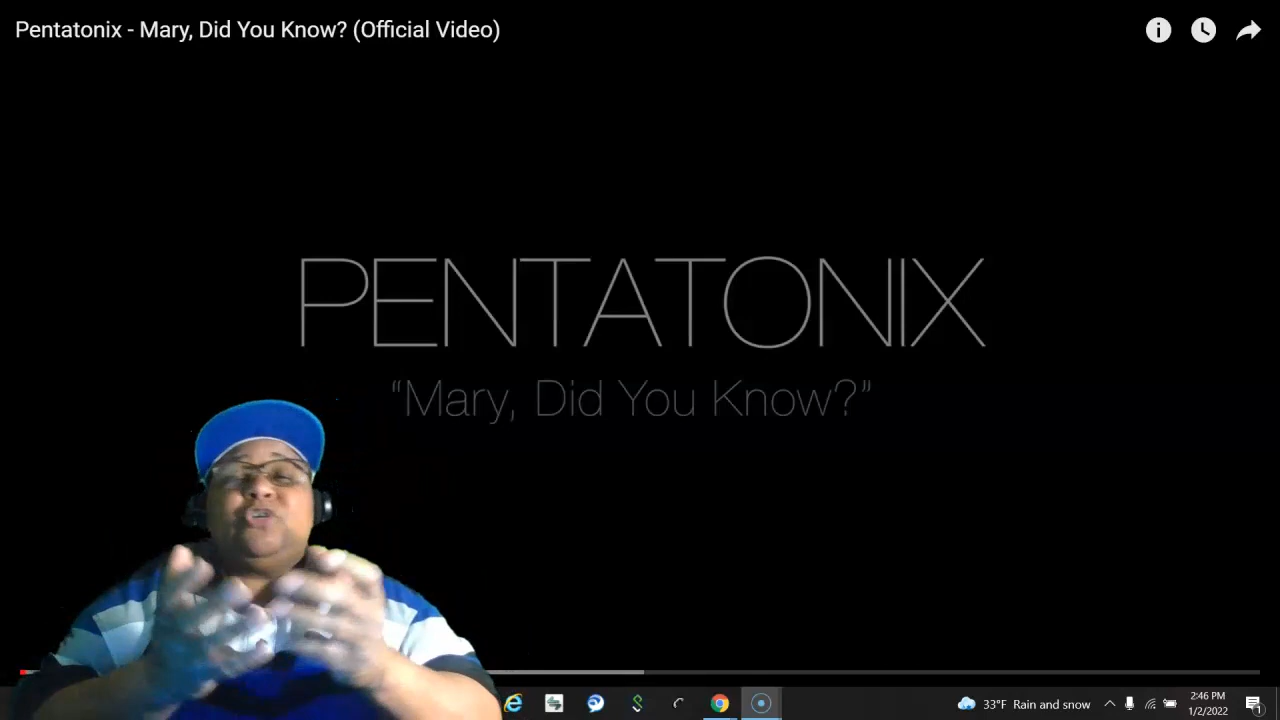 Pentatonix - Mary, Did You Know? (Official Video)
PENTATONIX
“Mary, Did You Know?”
33°F Rain and snow
2:46 PM
1/2/2022
1